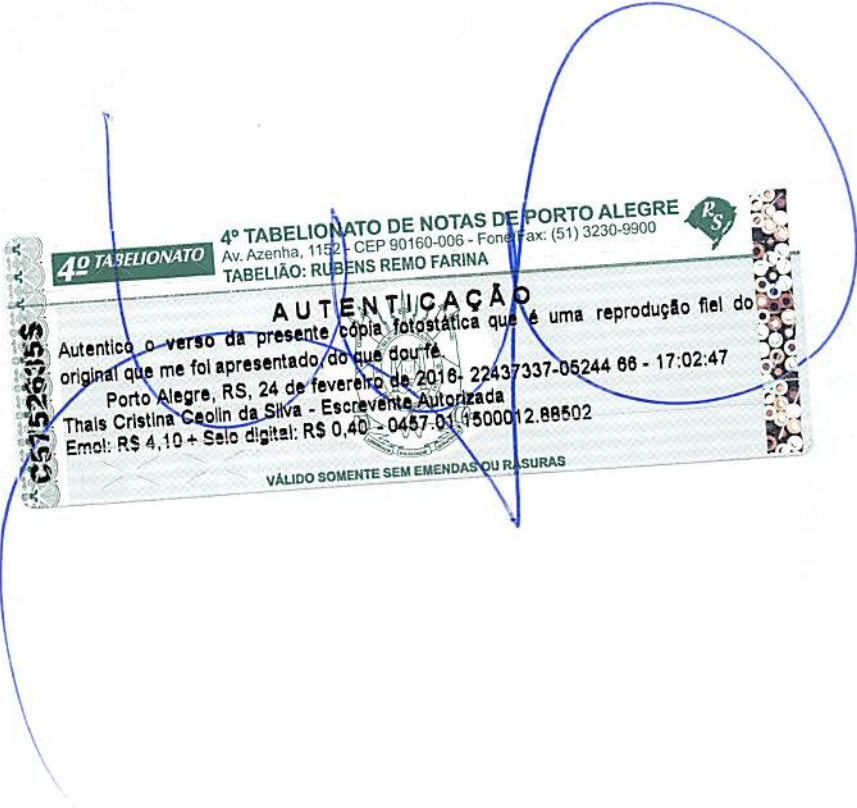 4º TABELIONATO
4º TABELIONATO DE NOTAS DE PORTO ALEGRE
Av. Azenha, 1152 - CEP 90160-006 - Fone/Fax: (51) 3230-9900
TABELIÃO: RUBENS REMO FARINA
RS
AUTENTICAÇÃO
Autentico o verso da presente cópia fotostática que é uma reprodução fiel do
original que me foi apresentado, do que dou fé.
Porto Alegre, RS, 24 de fevereiro de 2016- 22437337-05244 66 - 17:02:47
Thais Cristina Ceolin da Silva - Escrevente Autorizada
Emol: R$ 4,10 + Selo digital: R$ 0,40 - 0457.01.1500012.88502
VÁLIDO SOMENTE SEM EMENDAS OU RASURAS